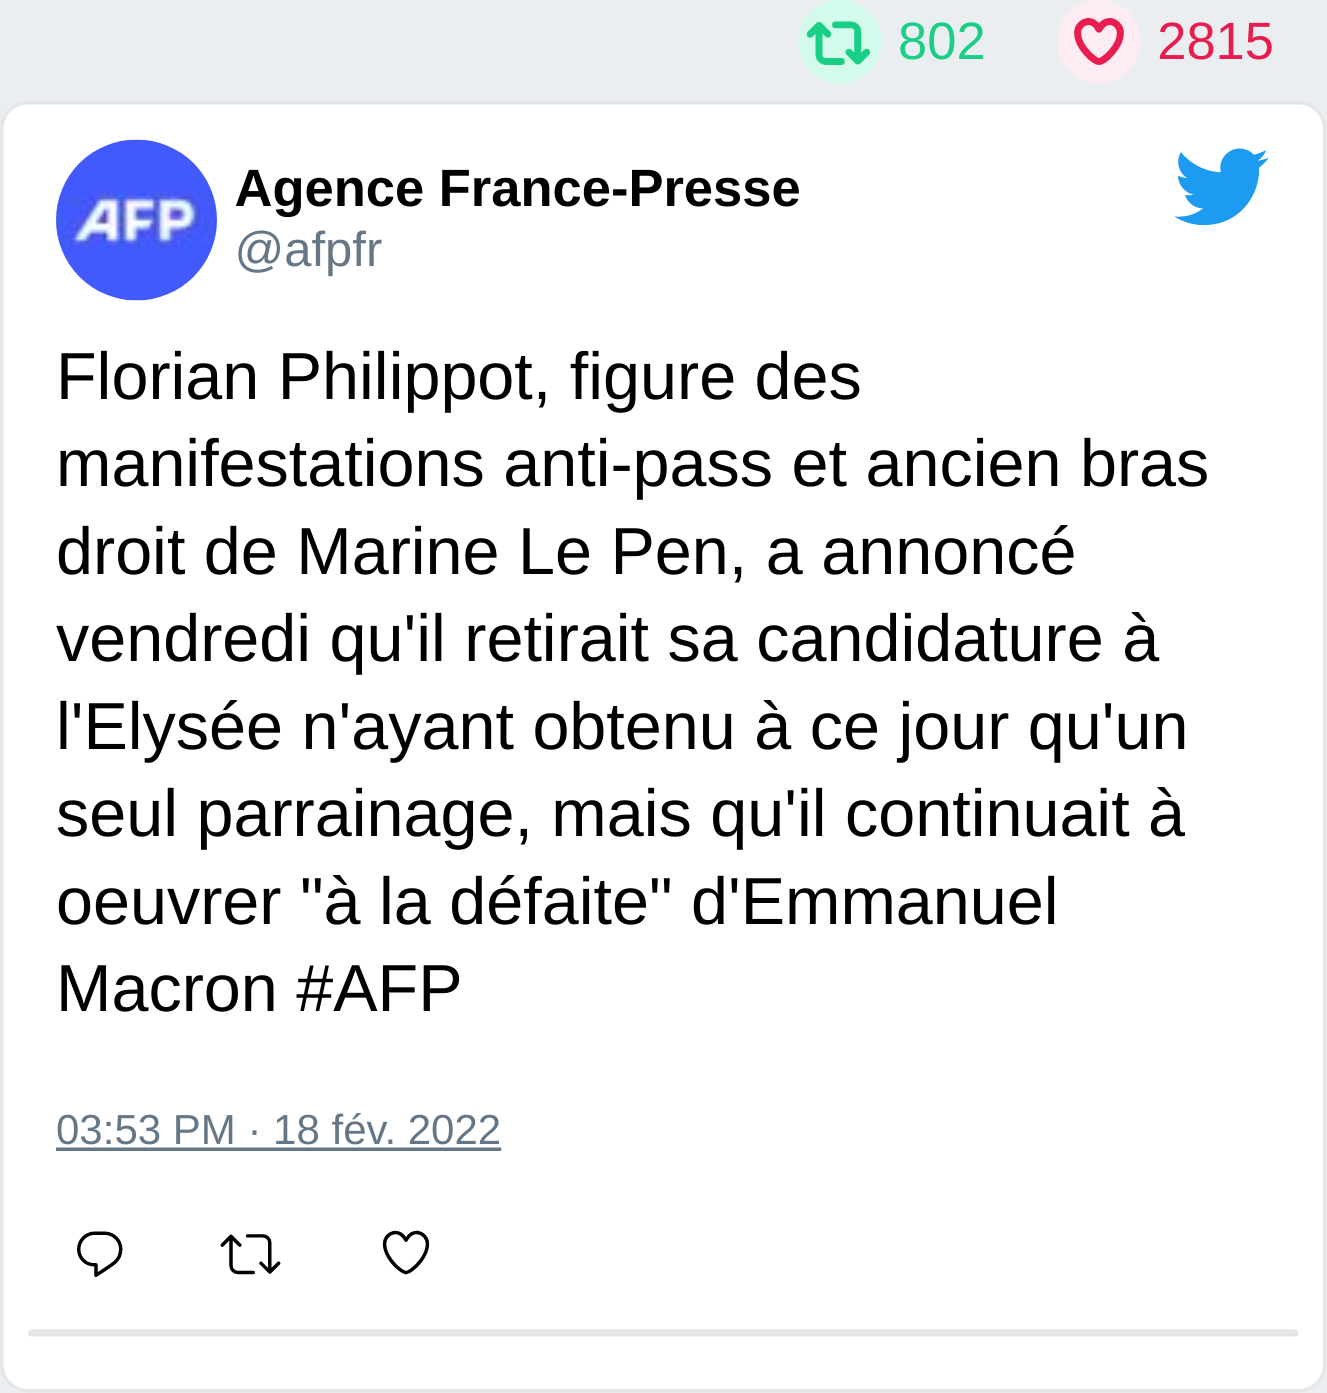 802 2815
AFP
Agence France-Presse
@afpfr
Florian Philippot, figure des
manifestations anti-pass et ancien bras
droit de Marine Le Pen, a annoncé
vendredi qu'il retirait sa candidature à
l'Elysée n'ayant obtenu à ce jour qu'un
seul parrainage, mais qu'il continuait à
oeuvrer "à la défaite" d'Emmanuel
Macron #AFP
03:53 PM · 18 fév. 2022